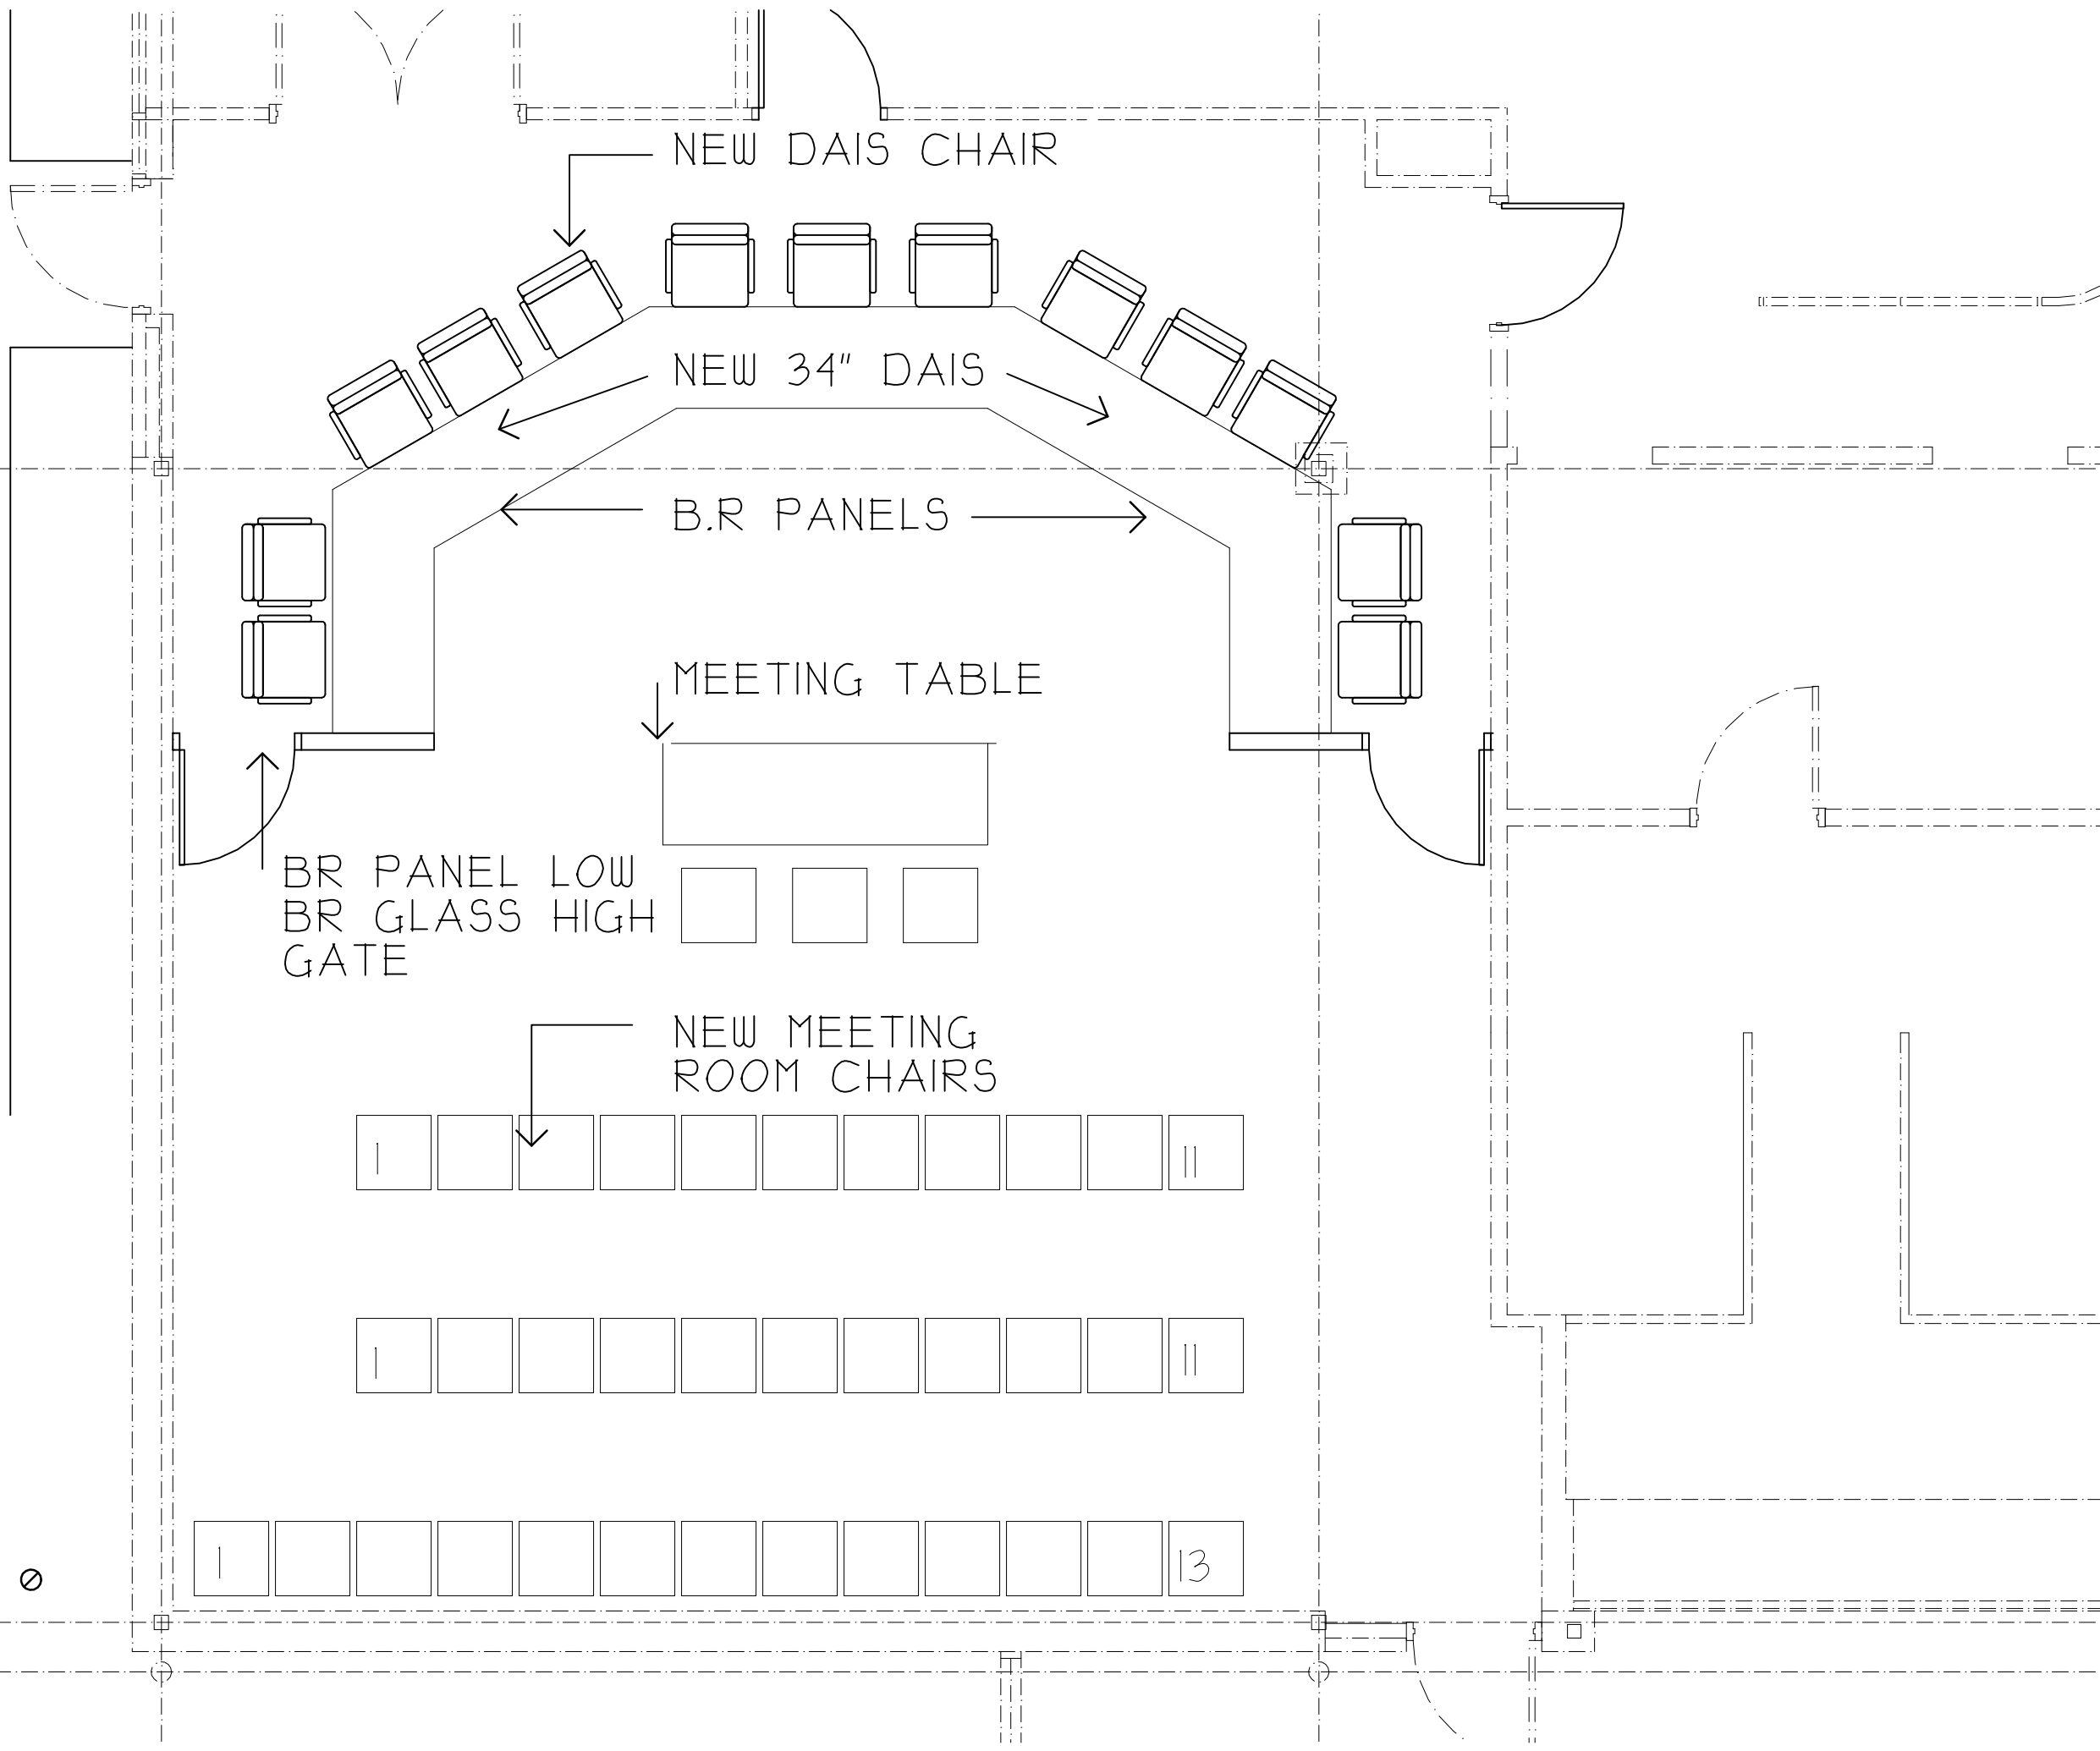 NEW DAIS CHAIR
NEW 34" DAIS
B.R PANELS
MEETING TABLE
BR PANEL LOW
BR GLASS HIGH
GATE
NEW MEETING
ROOM CHAIRS
1 11
1 11
1 13